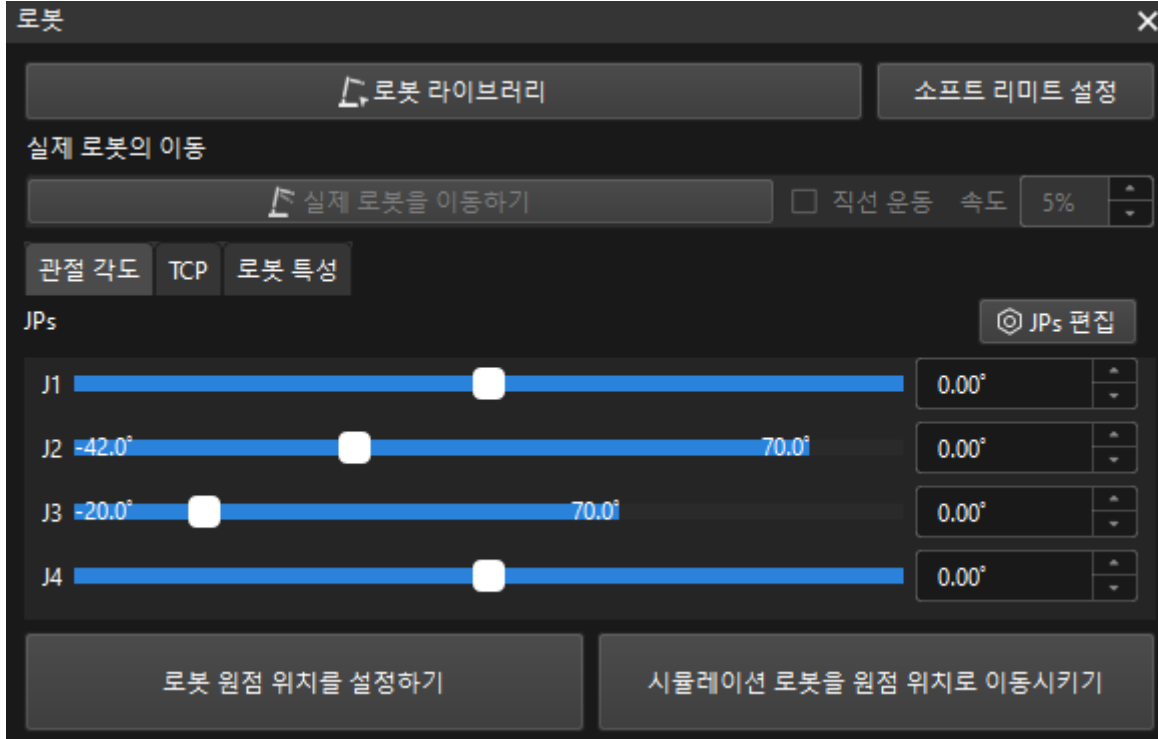 로봇
로봇 라이브러리 소프트 리미트 설정
실제 로봇의 이동
실제 로봇을 이동하기 직선 운동 속도 5%
관절 각도 TCP 로봇 특성
JPs JPs 편집
J1 0.00°
J2 -42.0° 70.0° 0.00°
J3 -20.0° 70.0° 0.00°
J4 0.00°
로봇 원점 위치를 설정하기 시뮬레이션 로봇을 원점 위치로 이동시키기